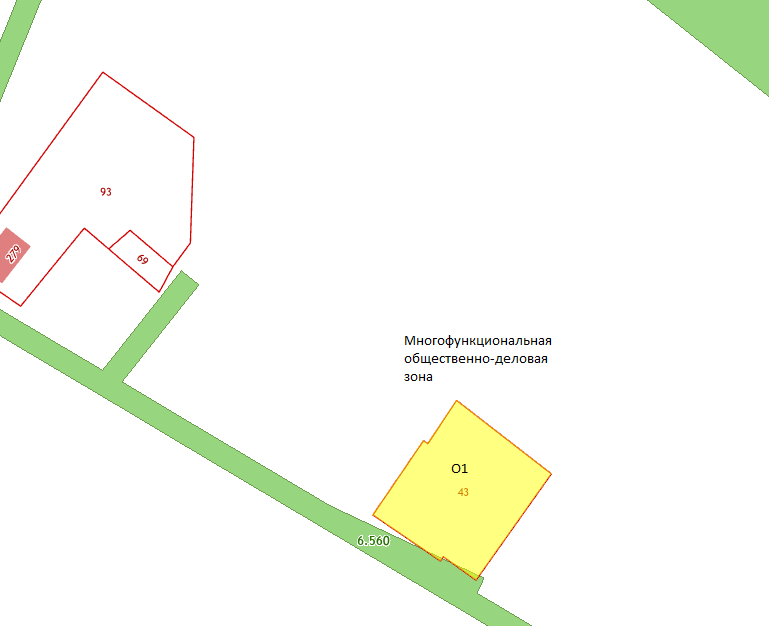 93
279
69
Многофункциональная
общественно-деловая
зона
О1
43
6.560